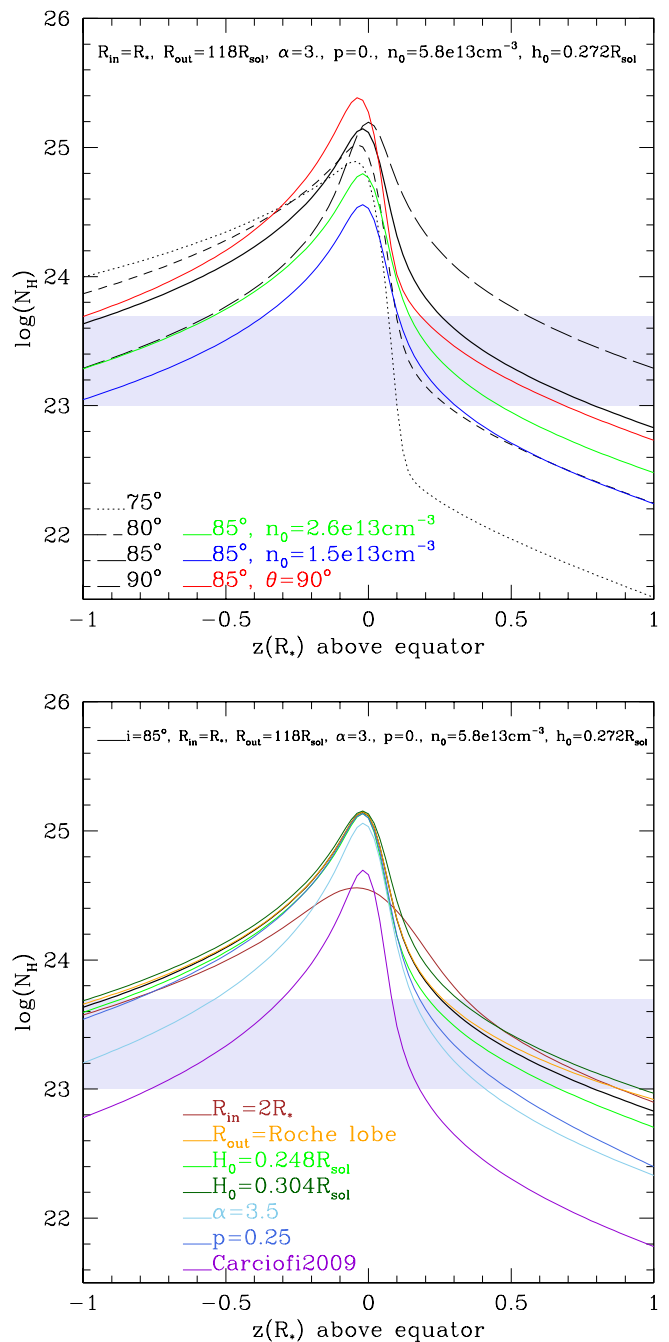 26
R_in=R_*, R_out=118R_sol, α=3., p=0., n_0=5.8e13cm^−3, h_0=0.272R_sol
25
24
log(N_H)
23
75°
80°
85°
90°
85°, n_0=2.6e13cm^−3
85°, n_0=1.5e13cm^−3
85°, θ=90°
22
−1 −0.5 0 0.5 1
z(R_*) above equator
26
i=85°, R_in=R_*, R_out=118R_sol, α=3., p=0., n_0=5.8e13cm^−3, h_0=0.272R_sol
25
24
log(N_H)
23
R_in=2R_*
R_out=Roche lobe
H_0=0.248R_sol
H_0=0.304R_sol
α=3.5
p=0.25
Carciofi2009
22
−1 −0.5 0 0.5 1
z(R_*) above equator